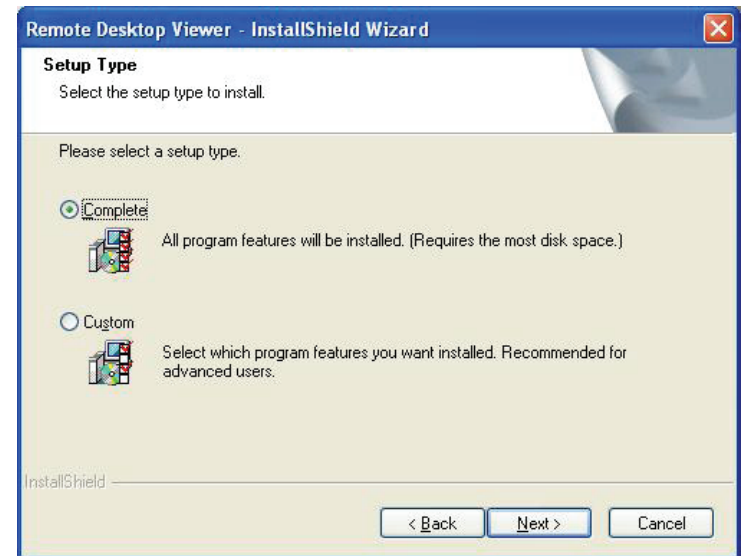 Remote Desktop Viewer - InstallShield Wizard
Setup Type
Select the setup type to install.
Please select a setup type.
Complete
All program features will be installed. (Requires the most disk space.)
Custom
Select which program features you want installed. Recommended for
advanced users.
InstallShield
< Back Next > Cancel